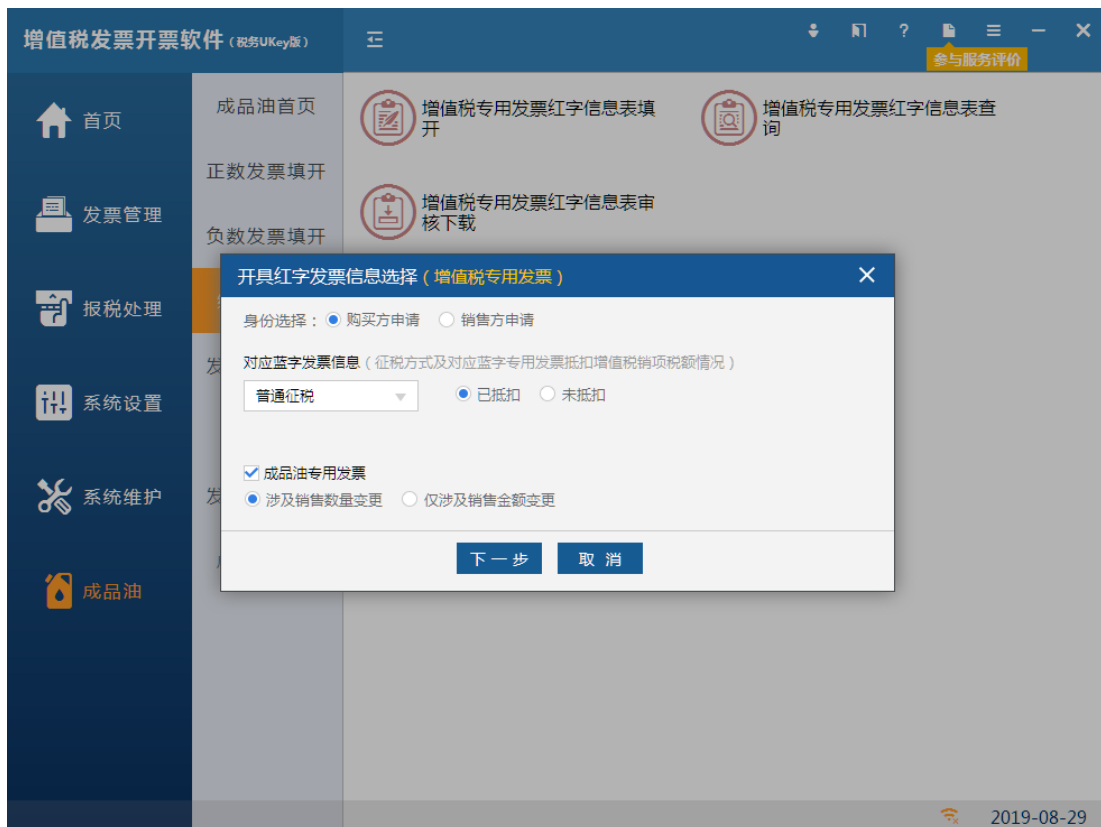 增值税发票开票软件（税务UKey版）
参与服务评价
首页
发票管理
报税处理
系统设置
系统维护
成品油
成品油首页
正数发票填开
负数发票填开
发
发
增值税专用发票红字信息表填
开
增值税专用发票红字信息表查
询
增值税专用发票红字信息表审
核下载
开具红字发票信息选择（增值税专用发票）
身份选择： 购买方申请 销售方申请
对应蓝字发票信息（征税方式及对应蓝字专用发票抵扣增值税销项税额情况）
普通征税 已抵扣 未抵扣
成品油专用发票
涉及销售数量变更 仅涉及销售金额变更
下一步 取消
2019-08-29